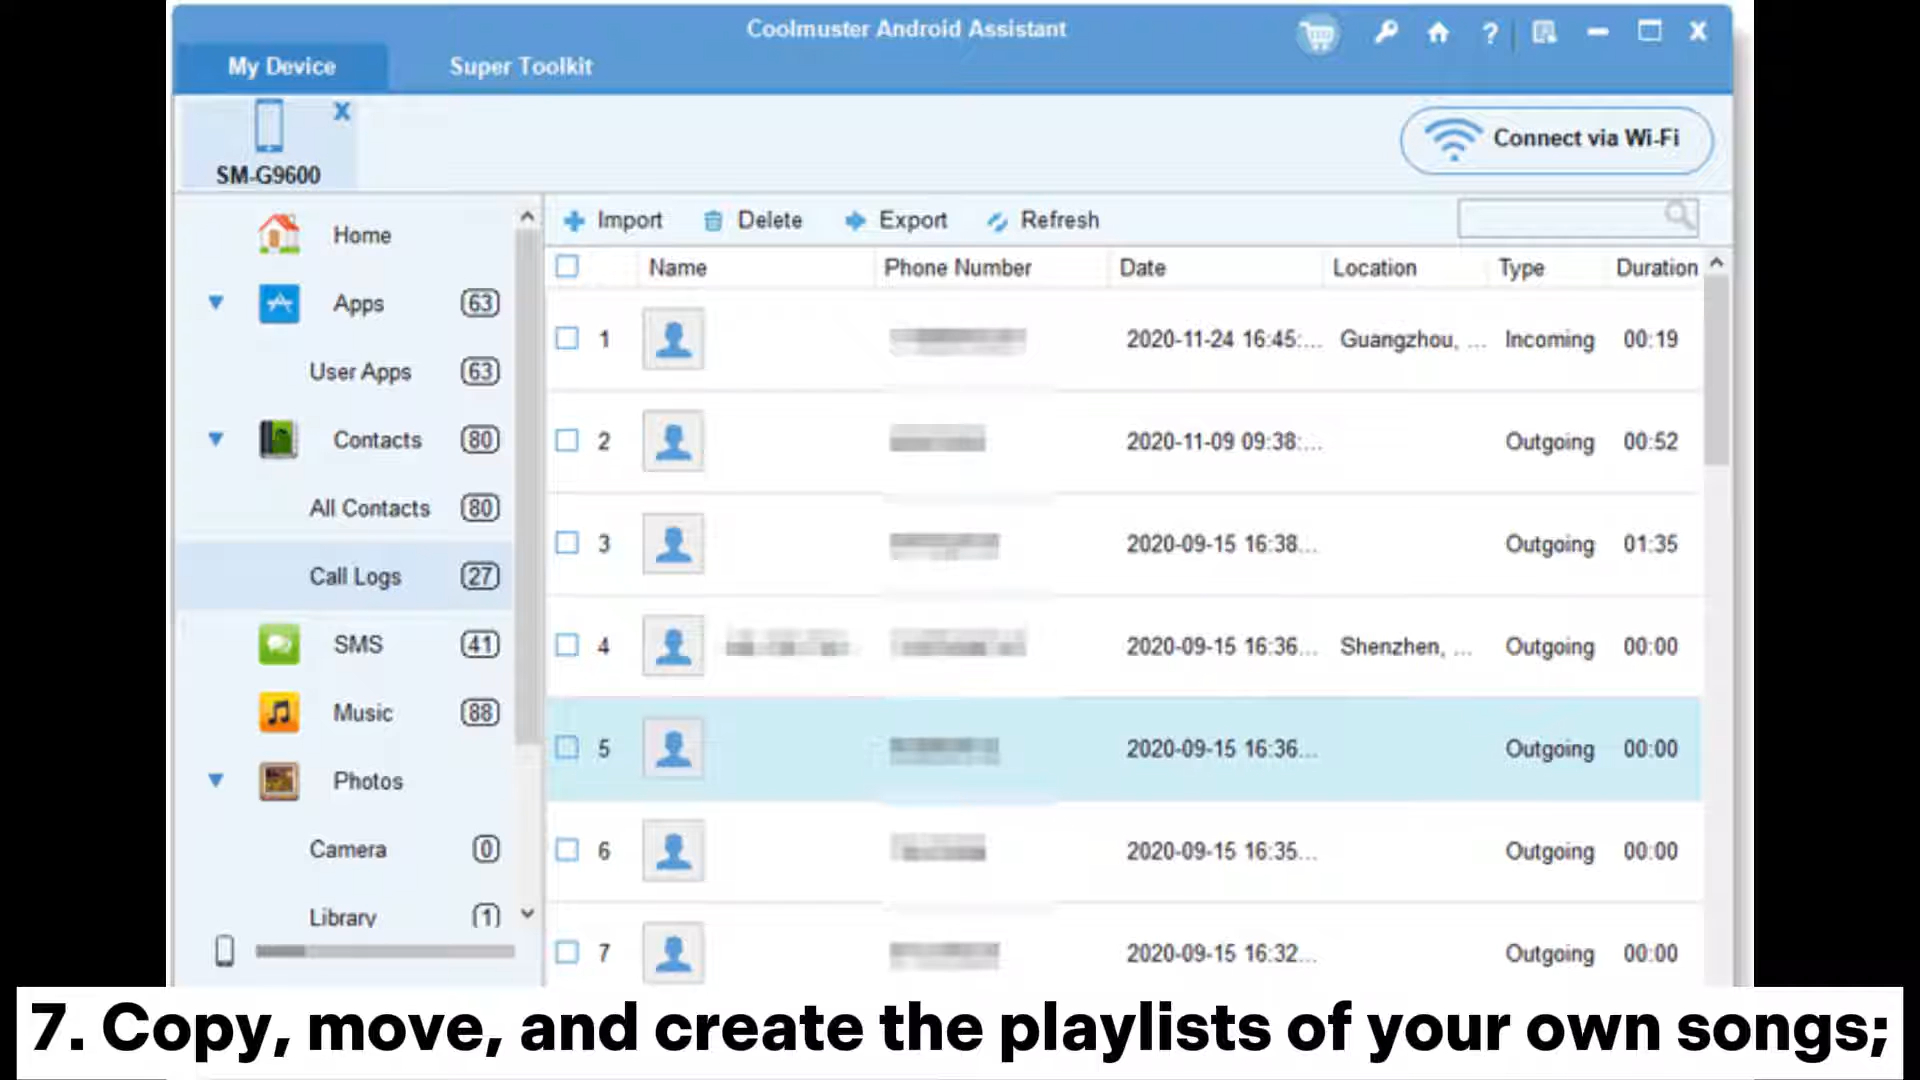 Coolmuster Android Assistant
My Device
Super Toolkit
SM-G9600
Connect via Wi-Fi
Home
Apps 63
User Apps 63
Contacts 80
All Contacts 80
Call Logs 27
SMS 41
Music 88
Photos
Camera 0
Library 1
Import Delete Export Refresh
Name Phone Number Date Location Type Duration
1 2020-11-24 16:45:... Guangzhou, ... Incoming 00:19
2 2020-11-09 09:38:... Outgoing 00:52
3 2020-09-15 16:38... Outgoing 01:35
4 2020-09-15 16:36... Shenzhen, ... Outgoing 00:00
5 2020-09-15 16:36... Outgoing 00:00
6 2020-09-15 16:35... Outgoing 00:00
7 2020-09-15 16:32... Outgoing 00:00
7. Copy, move, and create the playlists of your own songs;